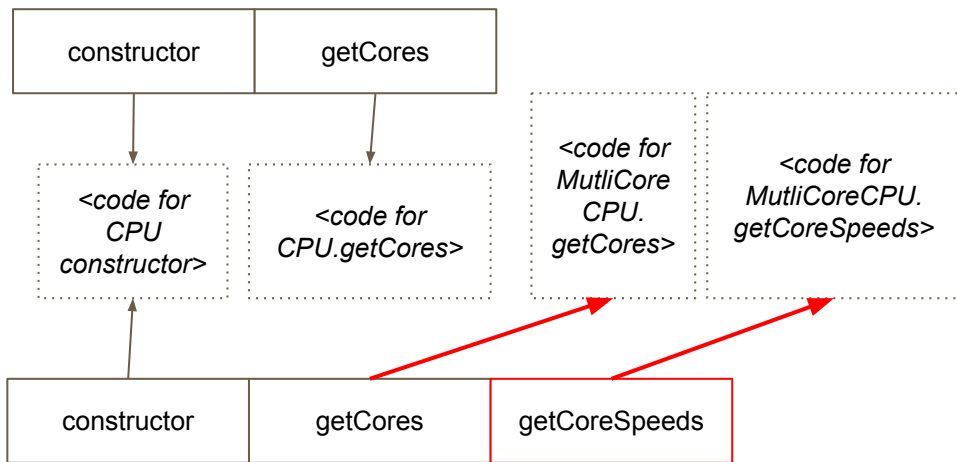 constructor
getCores
<code for
CPU
constructor>
<code for
CPU.getCores>
<code for
MutliCore
CPU.
getCores>
<code for
MutliCoreCPU.
getCoreSpeeds>
constructor
getCores
getCoreSpeeds